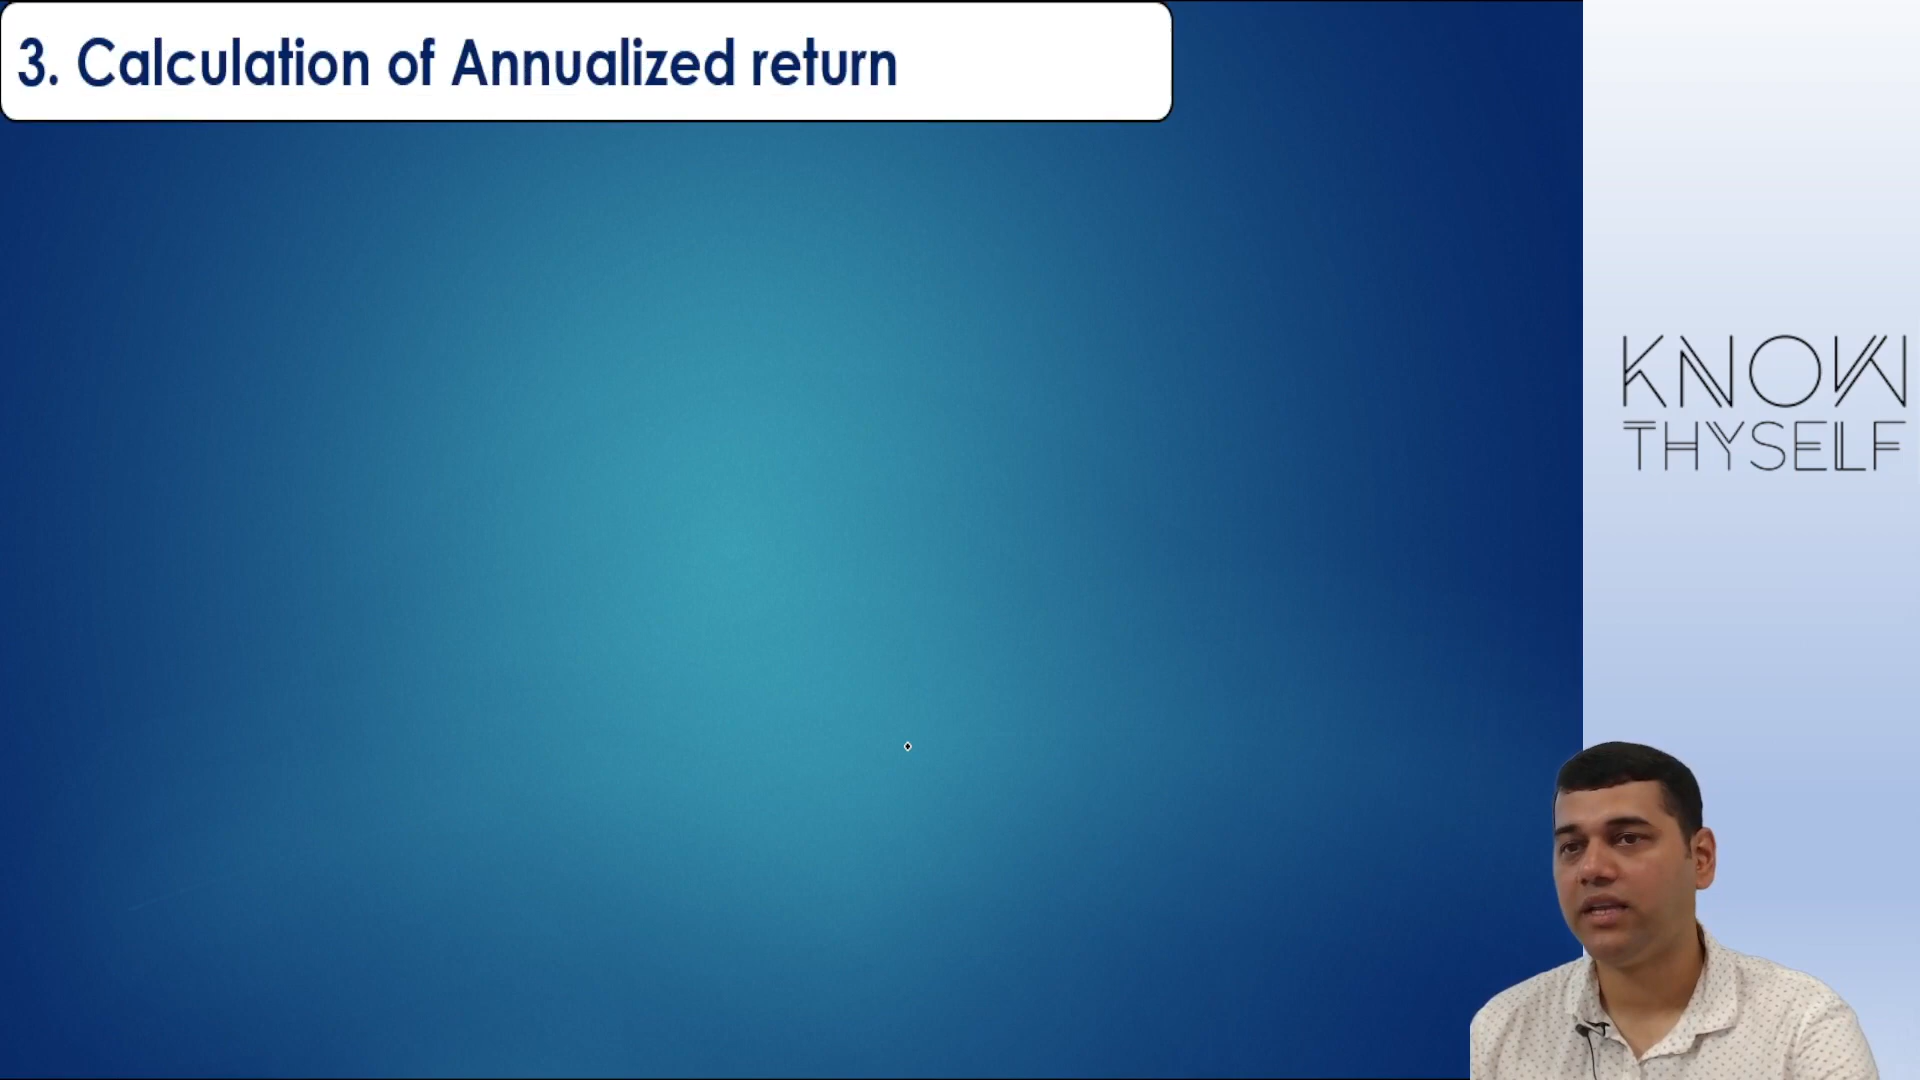 3. Calculation of Annualized return
KNOW
THYSELF